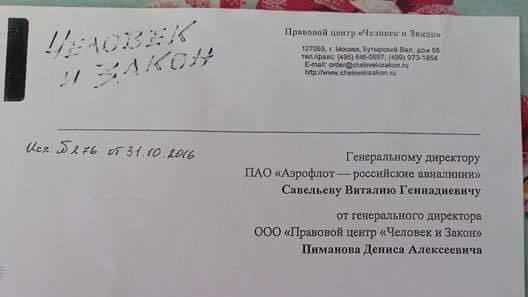 ЧЕЛОВЕК
И ЗАКОН
Правовой центр «Человек и Закон»
127055, г. Москва, Бутырский Вал, дом 68
тел./факс: (495) 646-0697; (499) 973-1854
E-mail: order@chelovekizakon.ru
http://www.chelovekizakon.ru
Исх. №276 от 31.10.2016
Генеральному директору
ПАО «Аэрофлот — российские авиалинии»
Савельеву Виталию Геннадиевичу
от генерального директора
ООО «Правовой центр «Человек и Закон»
Пиманова Дениса Алексеевича